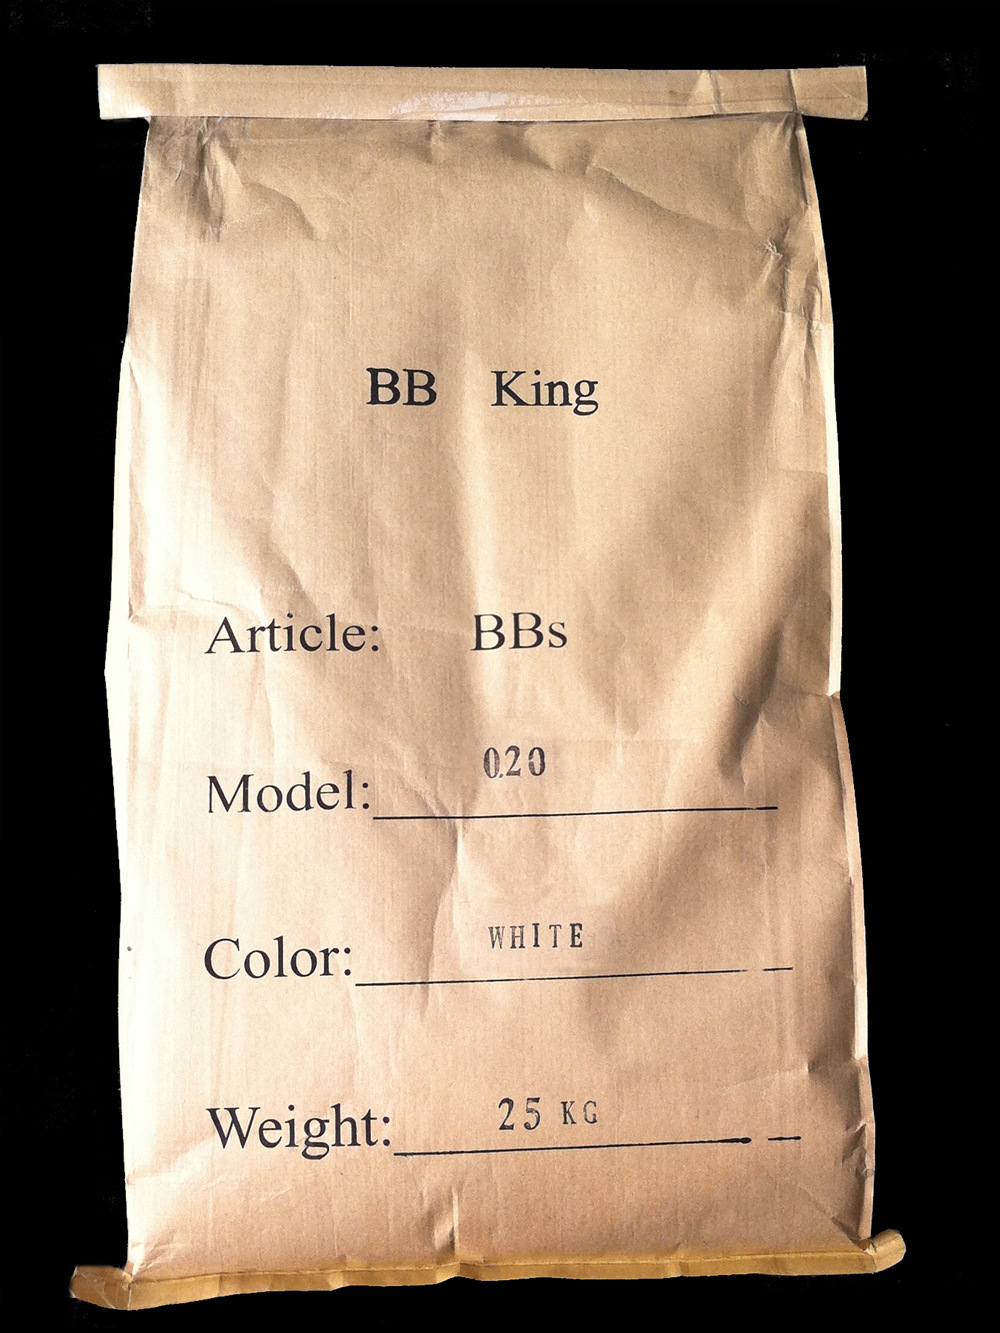 BB King
Article: BBs
Model: 0.20
Color: WHITE
Weight: 25 KG